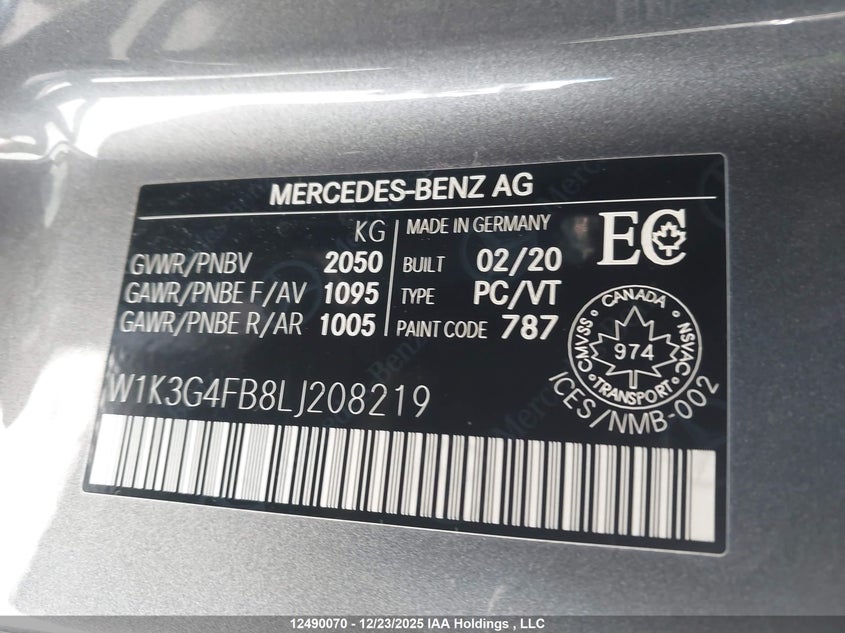 MERCEDES-BENZ AG
KG
GVWR/PNBV 2050
GAWR/PNBE F/AV 1095
GAWR/PNBE R/AR 1005
MADE IN GERMANY
BUILT 02/20
TYPE PC/VT
PAINT CODE 787
EC
CANADA
CMVSS 974 NSVAC
TRANSPORT
ICES/NMB-002
W1K3G4FB8LJ208219
12490070 - 12/23/2025 IAA Holdings , LLC